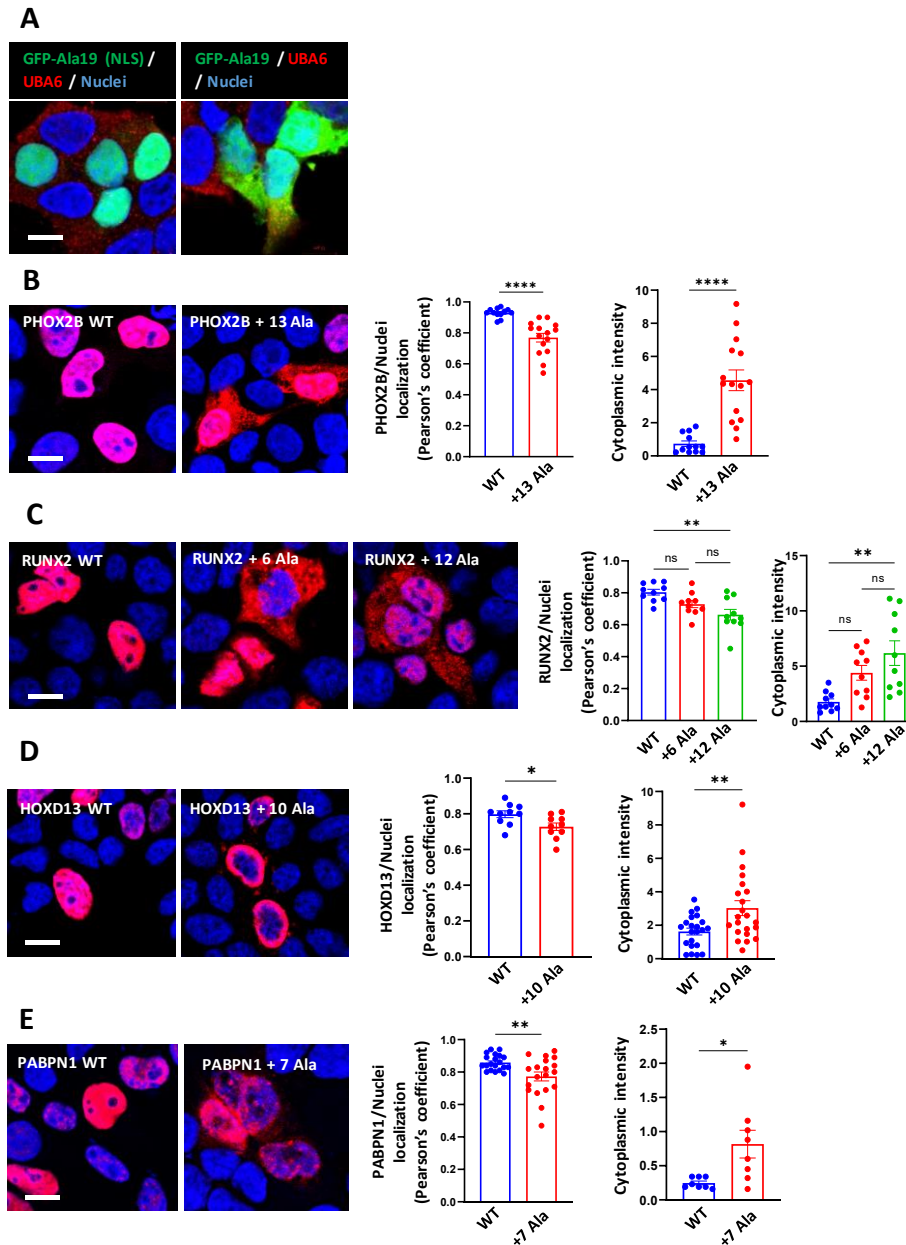 A
GFP-Ala19 (NLS) /
UBA6 / Nuclei
GFP-Ala19 / UBA6
/ Nuclei
B
PHOX2B WT
PHOX2B + 13 Ala
PHOX2B/Nuclei
localization
(Pearson's coefficient)
1.0
0.8
0.6
0.4
0.2
0.0
****
WT
+13 Ala
Cytoplasmic intensity
10
8
6
4
2
0
****
WT
+13 Ala
C
RUNX2 WT
RUNX2 + 6 Ala
RUNX2 + 12 Ala
RUNX2/Nuclei
localization
(Pearson's coefficient)
1.0
0.8
0.6
0.4
0.2
0.0
**
ns
ns
WT
+6 Ala
+12 Ala
Cytoplasmic intensity
15
10
5
0
**
ns
ns
WT
+6 Ala
+12 Ala
D
HOXD13 WT
HOXD13 + 10 Ala
HOXD13/Nuclei
localization
(Pearson's coefficient)
1.0
0.8
0.6
0.4
0.2
0.0
*
WT
+10 Ala
Cytoplasmic intensity
10
8
6
4
2
0
**
WT
+10 Ala
E
PABPN1 WT
PABPN1 + 7 Ala
PABPN1/Nuclei
localization
(Pearson's coefficient)
1.0
0.8
0.6
0.4
0.2
0.0
**
WT
+7 Ala
Cytoplasmic intensity
2.5
2.0
1.5
1.0
0.5
0.0
*
WT
+7 Ala